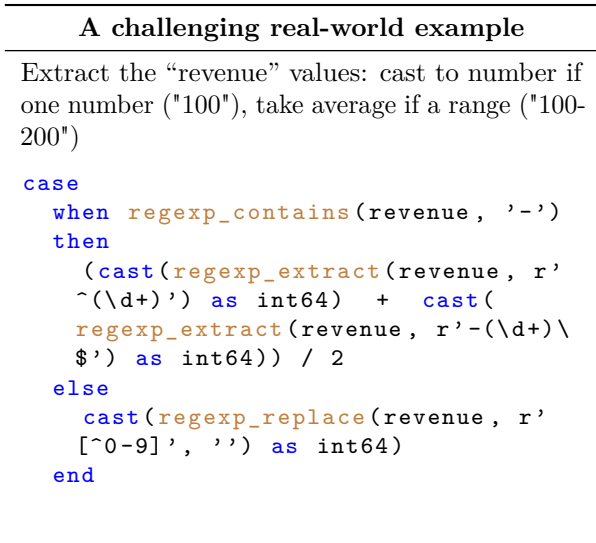 A challenging real-world example
Extract the “revenue” values: cast to number if
one number ("100"), take average if a range ("100-
200")
case
when regexp_contains(revenue, '-')
then
(cast(regexp_extract(revenue, r'
^(\d+)') as int64) + cast(
regexp_extract(revenue, r'-(\d+)\
$') as int64)) / 2
else
cast(regexp_replace(revenue, r'
[^0-9]', '') as int64)
end